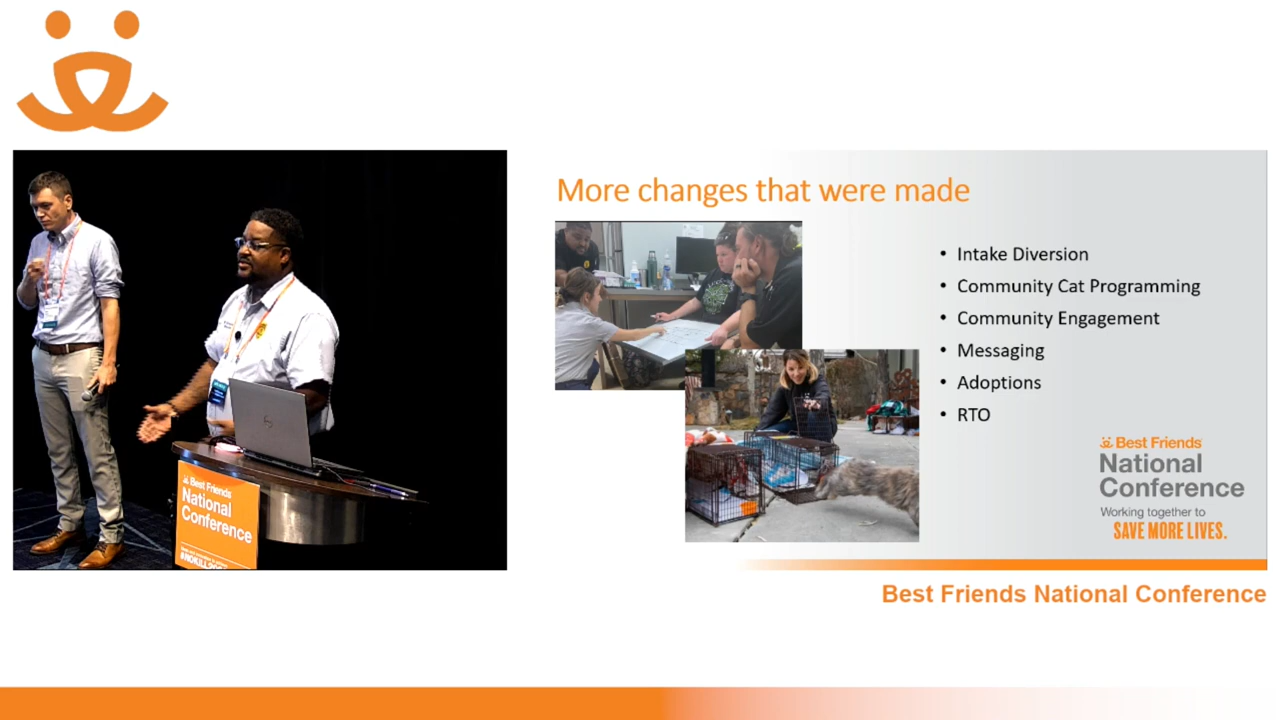 More changes that were made
• Intake Diversion
• Community Cat Programming
• Community Engagement
• Messaging
• Adoptions
• RTO
Best Friends
National
Conference
Working together to
SAVE MORE LIVES.
Best Friends
National
Conference
Best Friends National Conference